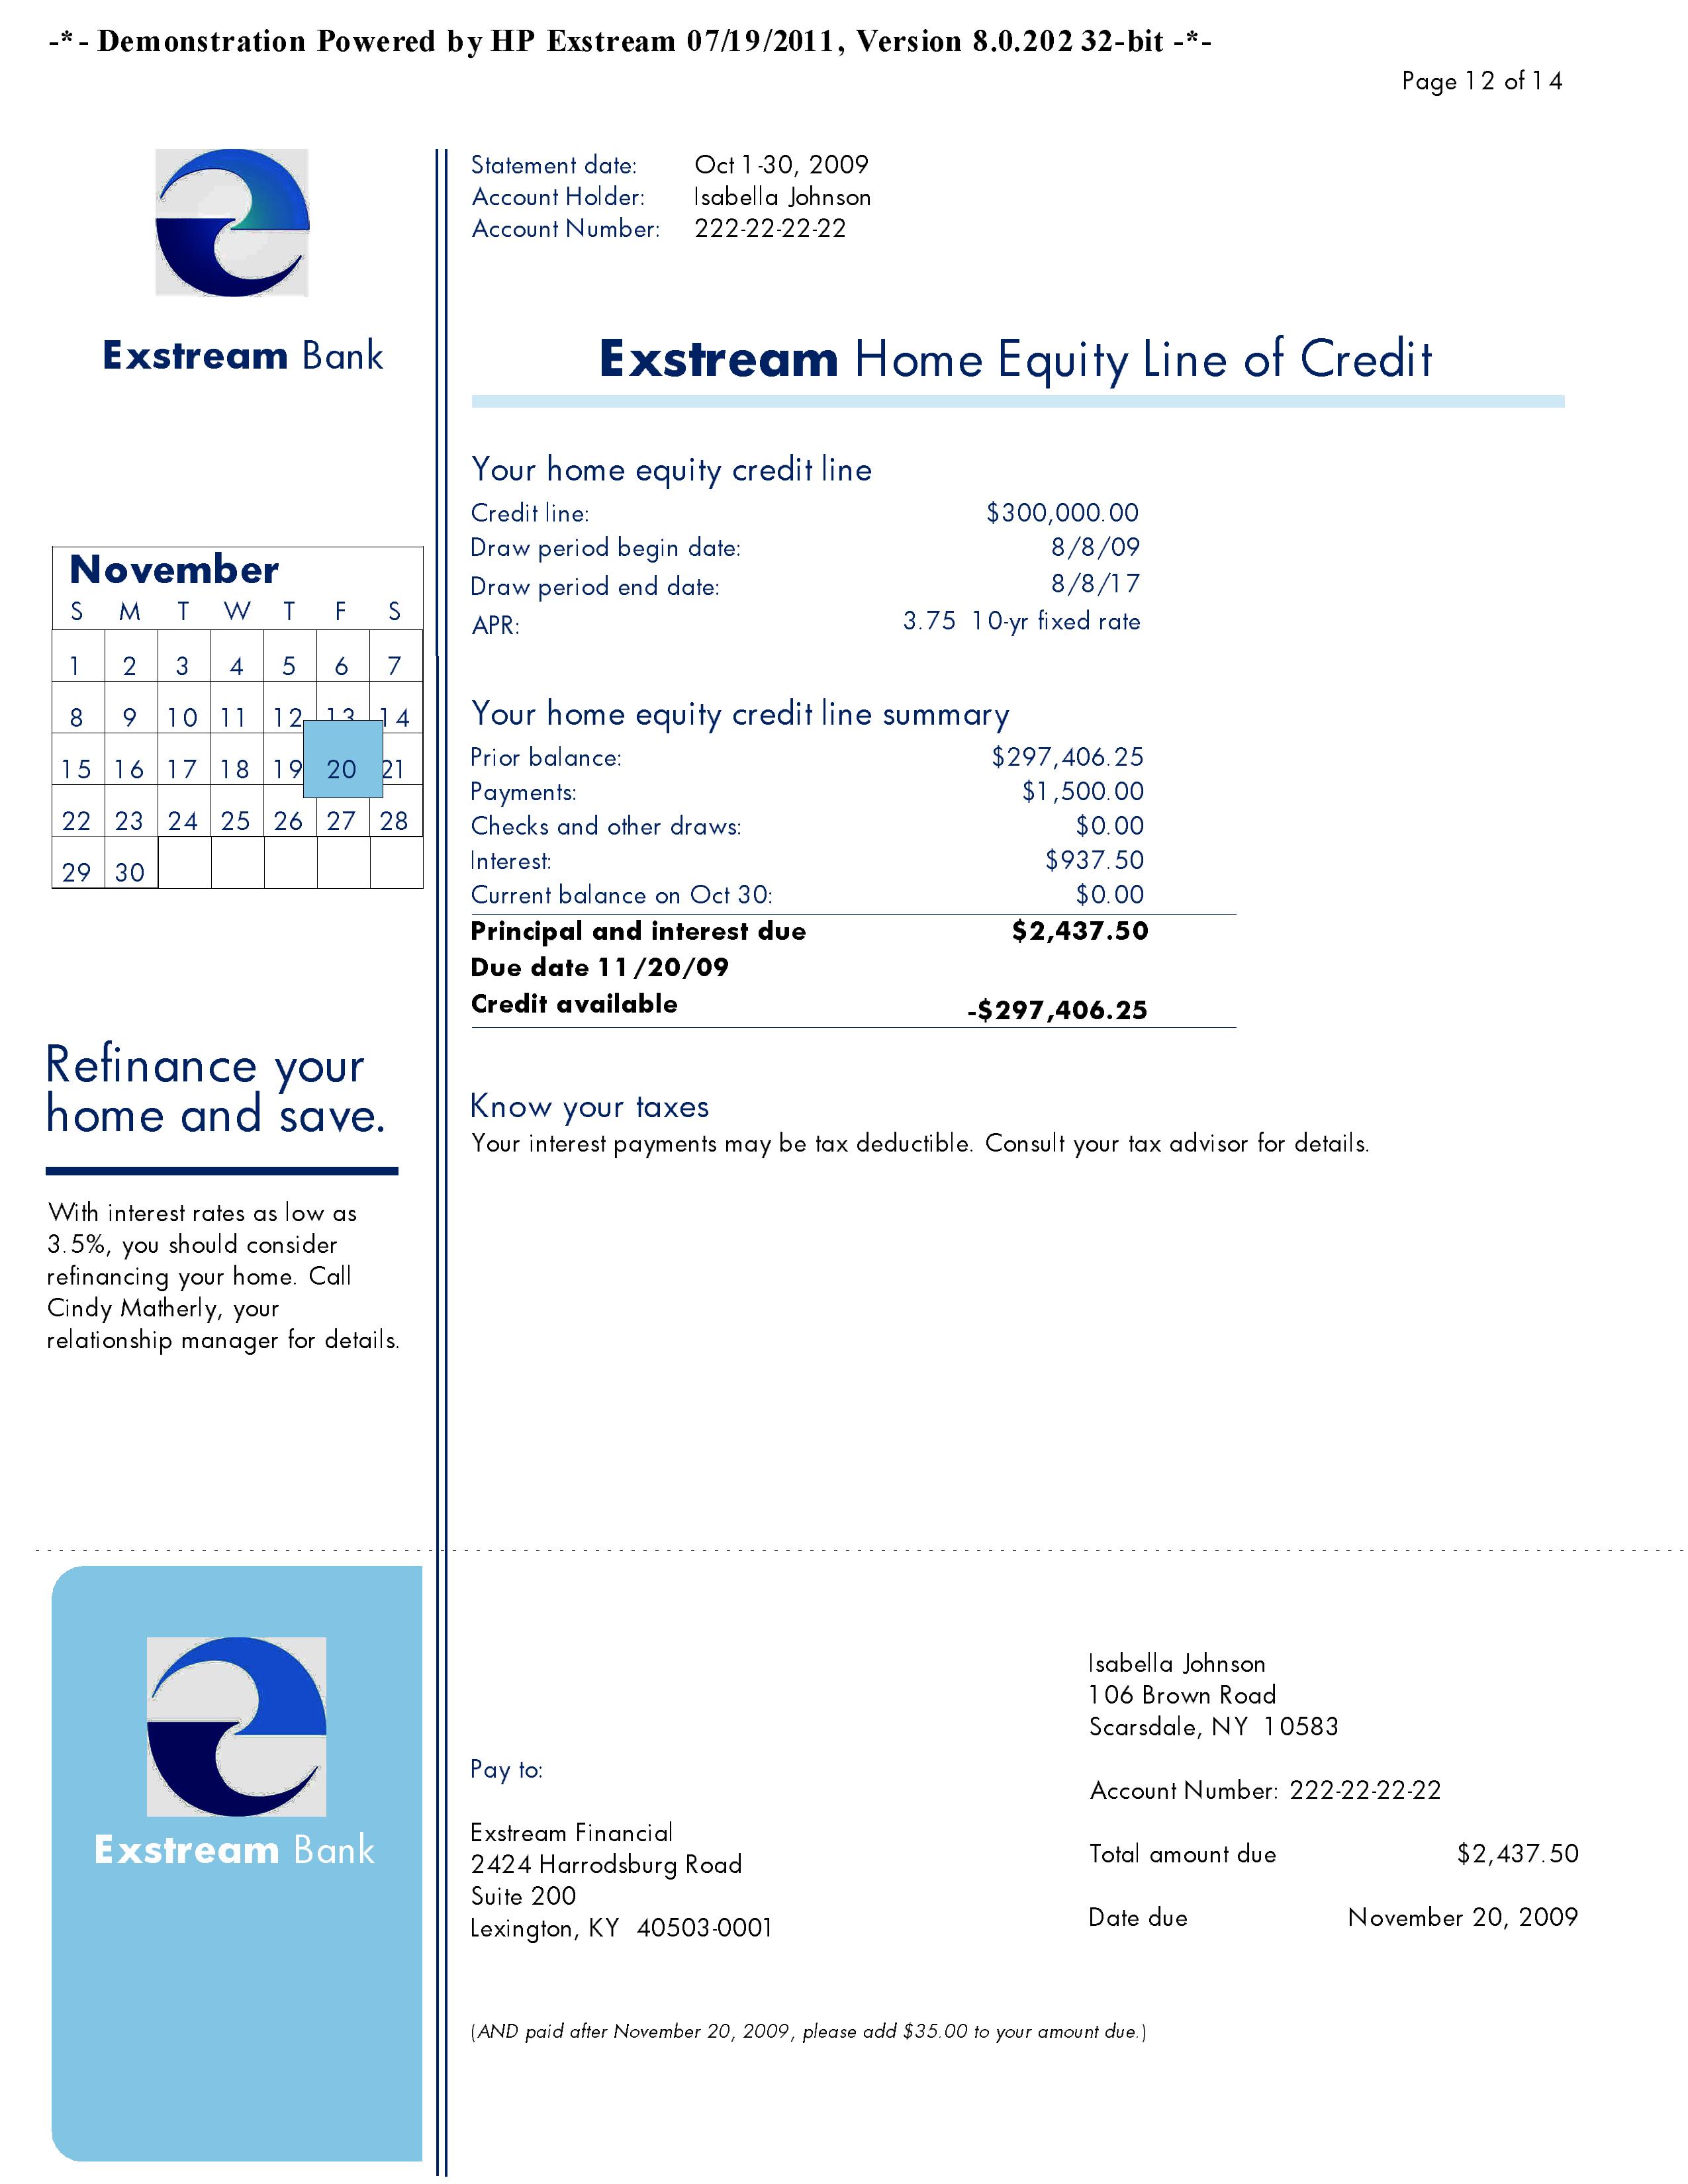 -*- Demonstration Powered by HP Exstream 07/19/2011, Version 8.0.202 32-bit -*-
Page 12 of 14
Statement date: Oct 1-30, 2009
Account Holder: Isabella Johnson
Account Number: 222-22-22-22
Exstream Bank
Exstream Home Equity Line of Credit
Your home equity credit line
Credit line: $300,000.00
Draw period begin date: 8/8/09
Draw period end date: 8/8/17
APR: 3.75 10-yr fixed rate
November
S M T W T F S
1 2 3 4 5 6 7
8 9 10 11 12 13 14
15 16 17 18 19 20 21
22 23 24 25 26 27 28
29 30
Your home equity credit line summary
Prior balance: $297,406.25
Payments: $1,500.00
Checks and other draws: $0.00
Interest: $937.50
Current balance on Oct 30: $0.00
Principal and interest due $2,437.50
Due date 11/20/09
Credit available -$297,406.25
Refinance your
home and save.
With interest rates as low as
3.5%, you should consider
refinancing your home. Call
Cindy Matherly, your
relationship manager for details.
Know your taxes
Your interest payments may be tax deductible. Consult your tax advisor for details.
Exstream Bank
Pay to:
Exstream Financial
2424 Harrodsburg Road
Suite 200
Lexington, KY 40503-0001
Isabella Johnson
106 Brown Road
Scarsdale, NY 10583
Account Number: 222-22-22-22
Total amount due $2,437.50
Date due November 20, 2009
(AND paid after November 20, 2009, please add $35.00 to your amount due.)